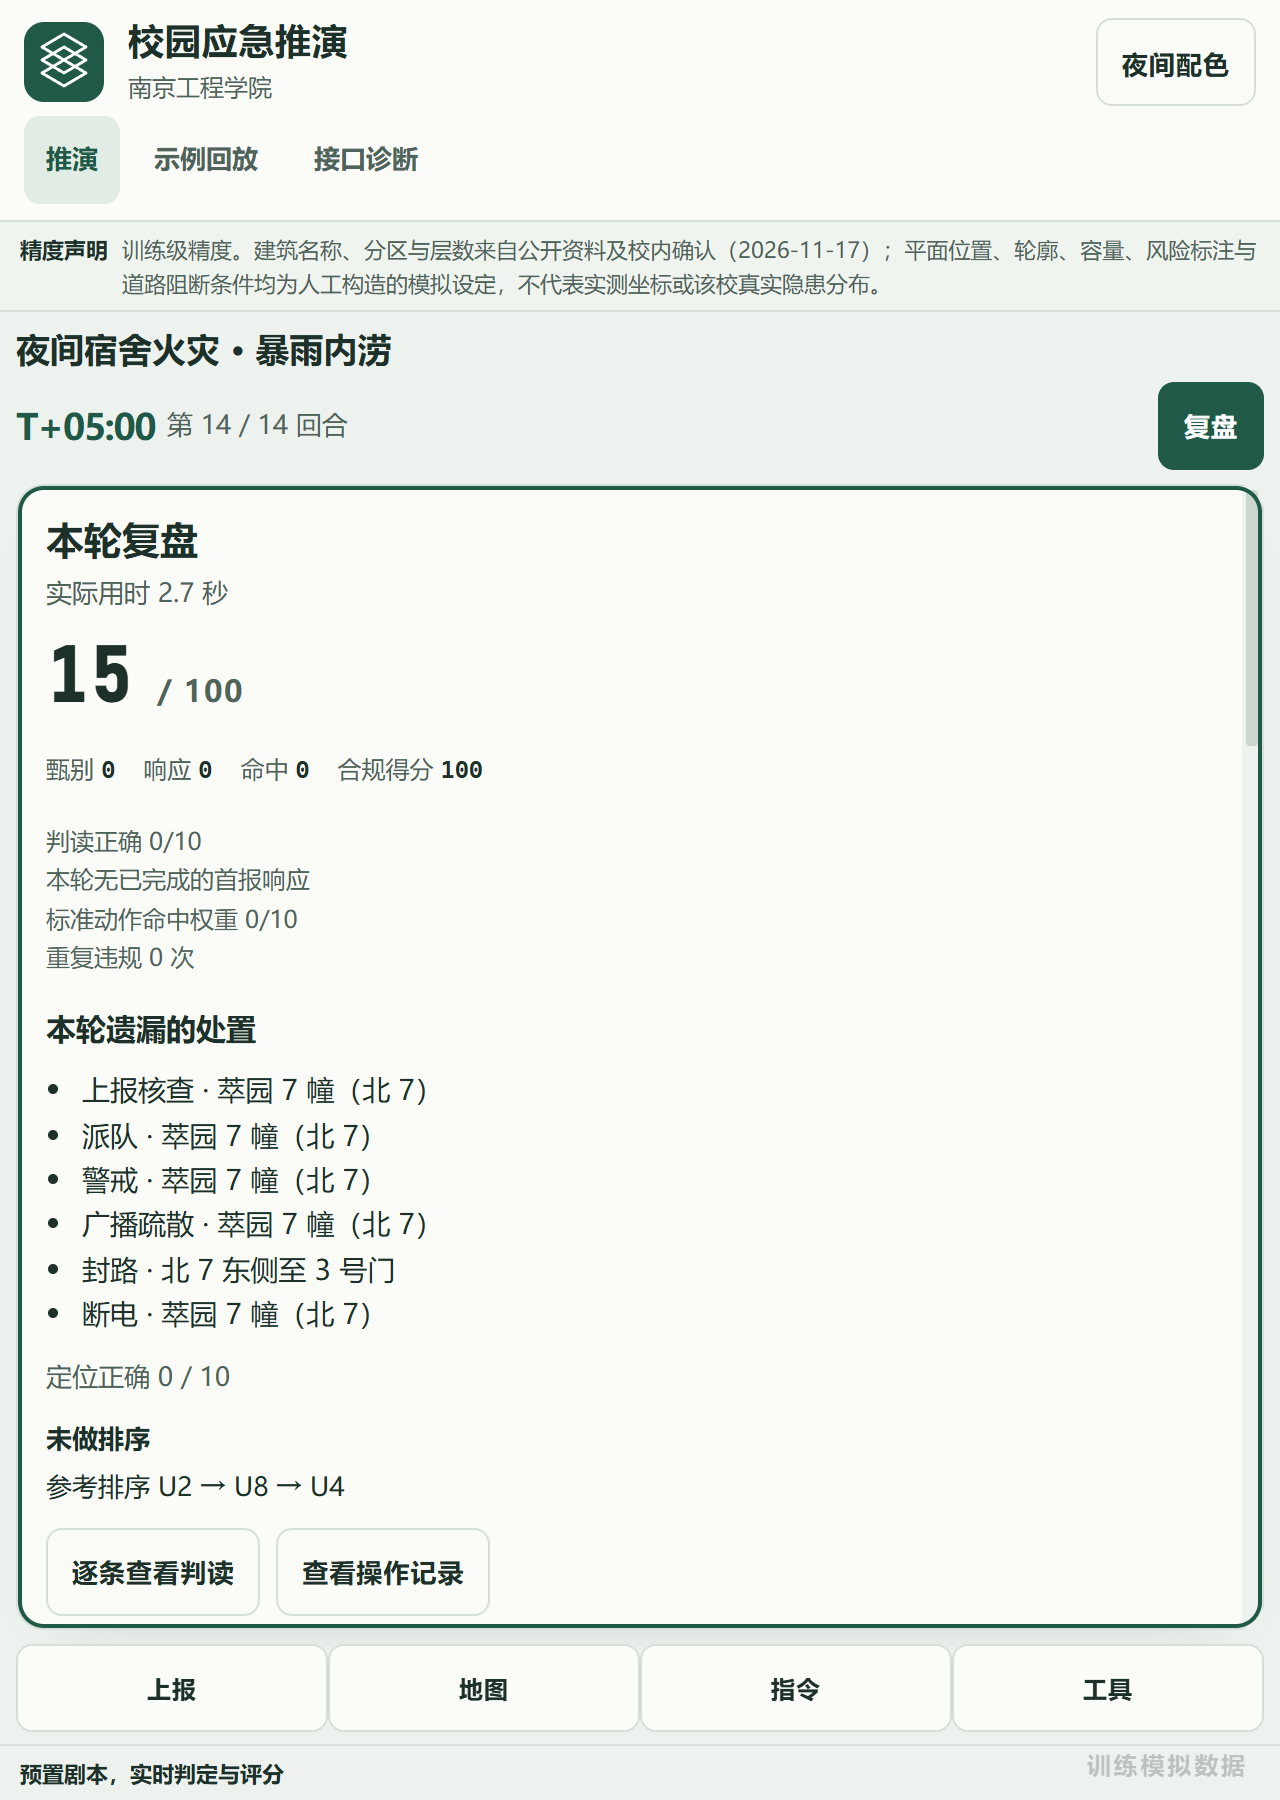 校园应急推演
南京工程学院
夜间配色
推演
示例回放
接口诊断
精度声明 训练级精度。建筑名称、分区与层数来自公开资料及校内确认（2026-11-17）；平面位置、轮廓、容量、风险标注与
道路阻断条件均为人工构造的模拟设定，不代表实测坐标或该校真实隐患分布。
夜间宿舍火灾·暴雨内涝
T+05:00 第 14 / 14 回合
复盘
本轮复盘
实际用时 2.7 秒
15 / 100
甄别 0 响应 0 命中 0 合规得分 100
判读正确 0/10
本轮无已完成的首报响应
标准动作命中权重 0/10
重复违规 0 次
本轮遗漏的处置
• 上报核查 · 萃园 7 幢（北 7）
• 派队 · 萃园 7 幢（北 7）
• 警戒 · 萃园 7 幢（北 7）
• 广播疏散 · 萃园 7 幢（北 7）
• 封路 · 北 7 东侧至 3 号门
• 断电 · 萃园 7 幢（北 7）
定位正确 0 / 10
未做排序
参考排序 U2 → U8 → U4
逐条查看判读
查看操作记录
上报
地图
指令
工具
预置剧本，实时判定与评分
训练模拟数据